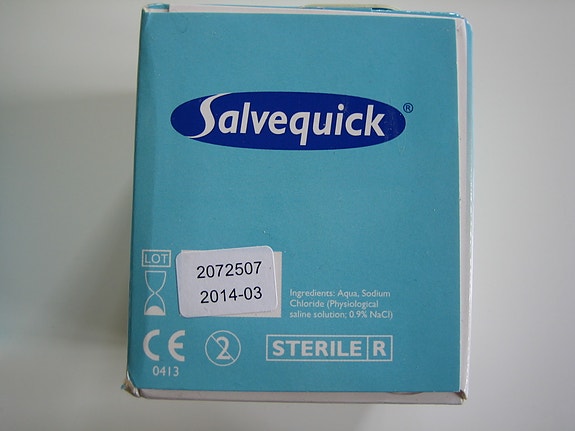 Salvequick®
LOT
2072507
2014-03
Ingredients: Aqua, Sodium
Chloride (Physiological
saline solution; 0.9% NaCl)
CE
0413
2
STERILE R